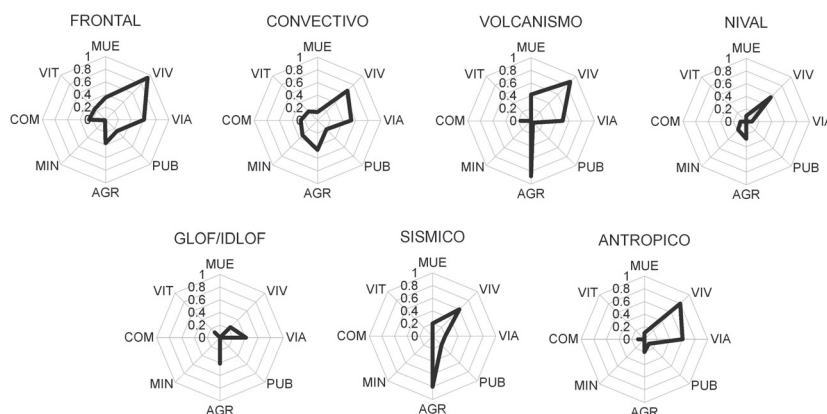 FRONTAL
MUE
1
0.8
0.6
0.4
0.2
0
VIV
VIA
PUB
AGR
MIN
COM
VIT
CONVECTIVO
MUE
1
0.8
0.6
0.4
0.2
0
VIV
VIA
PUB
AGR
MIN
COM
VIT
VOLCANISMO
MUE
1
0.8
0.6
0.4
0.2
0
VIV
VIA
PUB
AGR
MIN
COM
VIT
NIVAL
MUE
1
0.8
0.6
0.4
0.2
0
VIV
VIA
PUB
AGR
MIN
COM
VIT
GLOF/IDLOF
MUE
1
0.8
0.6
0.4
0.2
0
VIV
VIA
PUB
AGR
MIN
COM
VIT
SISMICO
MUE
1
0.8
0.6
0.4
0.2
0
VIV
VIA
PUB
AGR
MIN
COM
VIT
ANTROPICO
MUE
1
0.8
0.6
0.4
0.2
0
VIV
VIA
PUB
AGR
MIN
COM
VIT